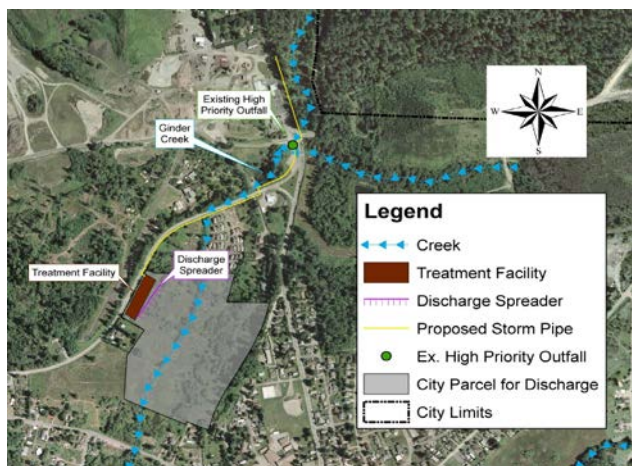 N
W
E
S
Existing High
Priority Outfall
Ginder
Creek
Treatment Facility
Discharge
Spreader
Legend
Creek
Treatment Facility
Discharge Spreader
Proposed Storm Pipe
Ex. High Priority Outfall
City Parcel for Discharge
City Limits